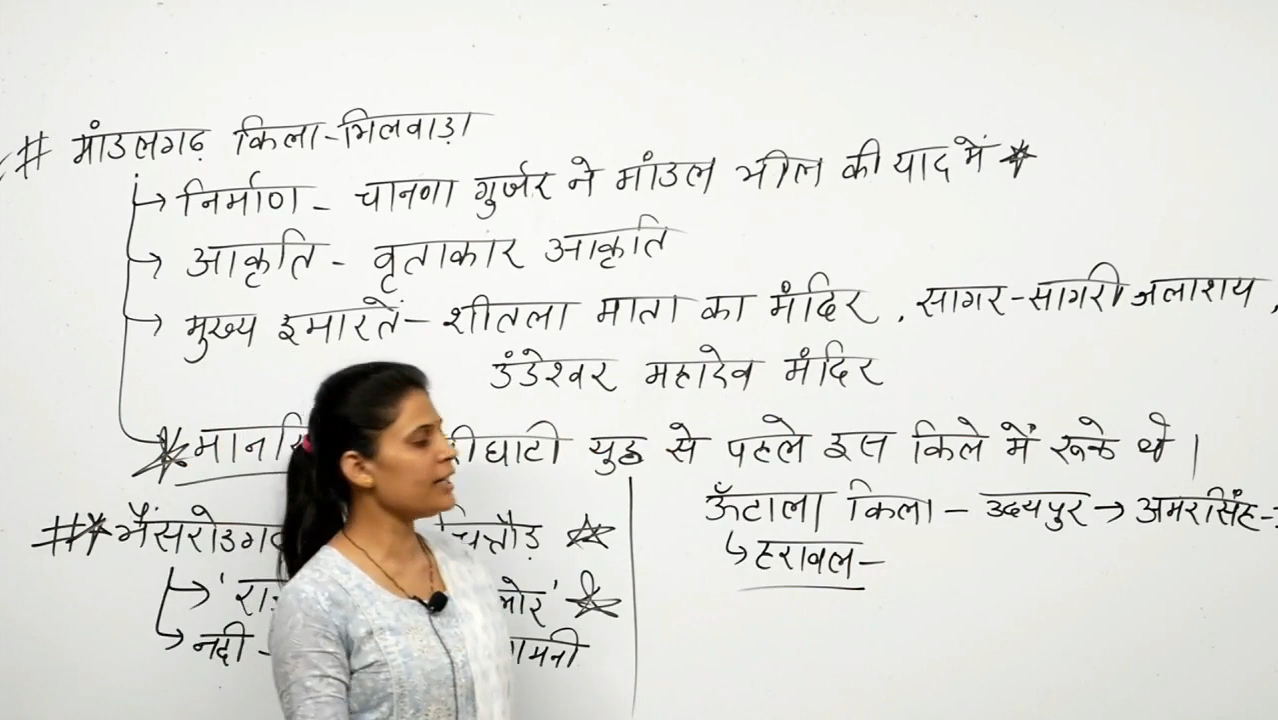 # मांडलगढ़ किला-भिलवाड़ा
→ निर्माण - चानणा गुर्जर ने मांडल भील की याद में ☆
→ आकृति - वृताकार आकृति
→ मुख्य इमारतें - शीतला माता का मंदिर, सागर-सागरी जलाशय,
उंडेश्वर महादेव मंदिर
घाटी युद्ध से पहले इस किले में रूके थे।
## भैंसरोडगढ़ चित्तौड़ ☆
नदी -
ऊँटाला किला - उदयपुर → अमरसिंह -
↳ हरावल -